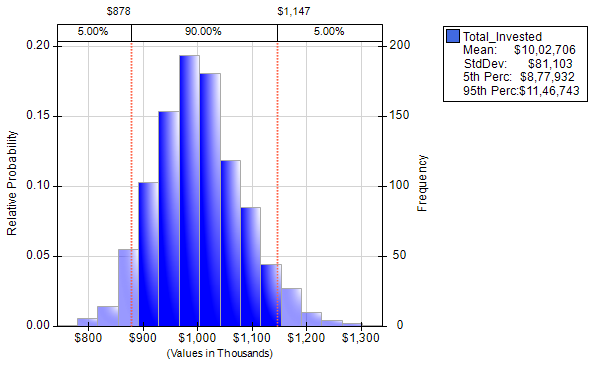 $878 $1,147
5.00% 90.00% 5.00%
Total_Invested
Mean: $10,02,706
StdDev: $81,103
5th Perc: $8,77,932
95th Perc:$11,46,743
Relative Probability
0.20
0.15
0.10
0.05
0.00
200
150
100
50
0
Frequency
$800 $900 $1,000 $1,100 $1,200 $1,300
(Values in Thousands)